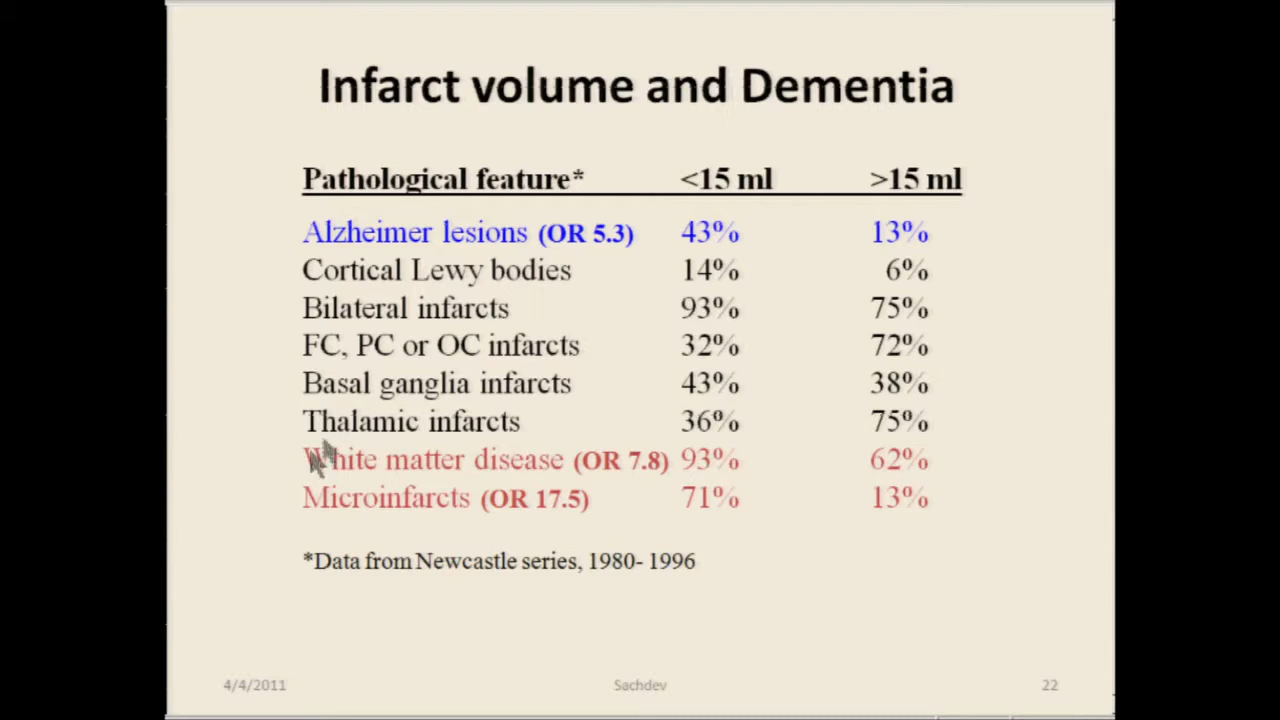 Infarct volume and Dementia
Pathological feature* <15 ml >15 ml
Alzheimer lesions (OR 5.3) 43% 13%
Cortical Lewy bodies 14% 6%
Bilateral infarcts 93% 75%
FC, PC or OC infarcts 32% 72%
Basal ganglia infarcts 43% 38%
Thalamic infarcts 36% 75%
White matter disease (OR 7.8) 93% 62%
Microinfarcts (OR 17.5) 71% 13%
*Data from Newcastle series, 1980- 1996
4/4/2011 Sachdev 22